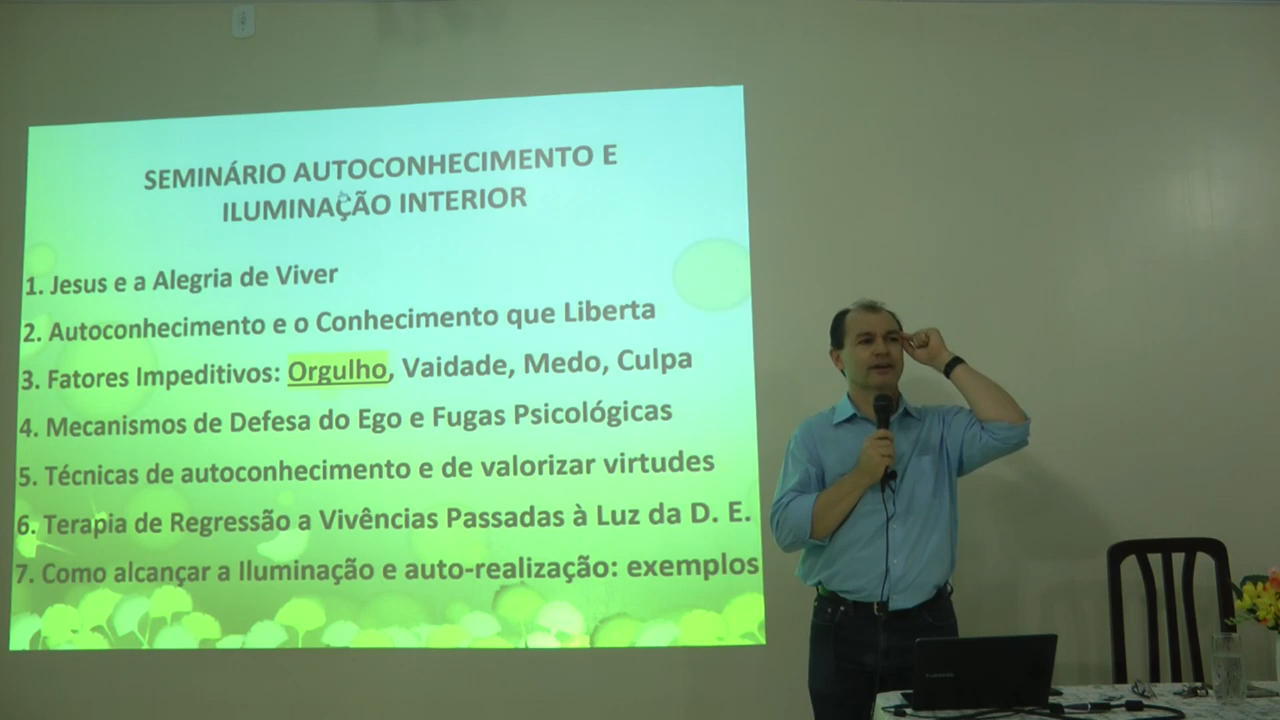 SEMINÁRIO AUTOCONHECIMENTO E
ILUMINAÇÃO INTERIOR
1. Jesus e a Alegria de Viver
2. Autoconhecimento e o Conhecimento que Liberta
3. Fatores Impeditivos: Orgulho, Vaidade, Medo, Culpa
4. Mecanismos de Defesa do Ego e Fugas Psicológicas
5. Técnicas de autoconhecimento e de valorizar virtudes
6. Terapia de Regressão a Vivências Passadas à Luz da D. E.
7. Como alcançar a Iluminação e auto-realização: exemplos